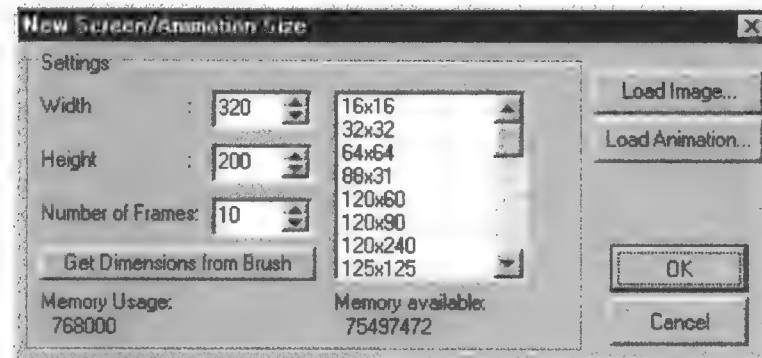 New Screen/Animation Size
Settings
Width : 320
Height : 200
Number of Frames: 10
Get Dimensions from Brush
Memory Usage:
768000
16x16
32x32
64x64
88x31
120x60
120x90
120x240
125x125
Memory available:
75497472
Load Image...
Load Animation...
OK
Cancel